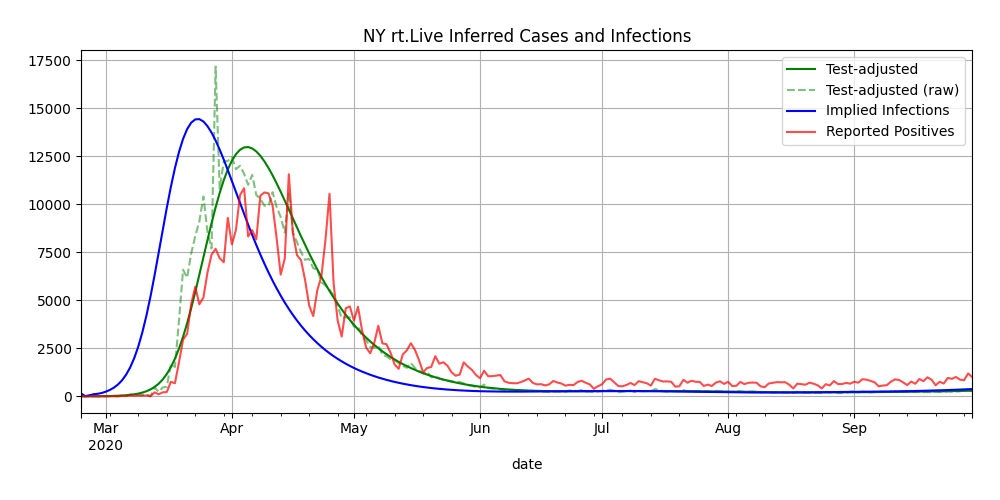 NY rt.Live Inferred Cases and Infections
17500
15000
12500
10000
7500
5000
2500
0
Test-adjusted
Test-adjusted (raw)
Implied Infections
Reported Positives
Mar
2020
Apr
May
Jun
Jul
Aug
Sep
date